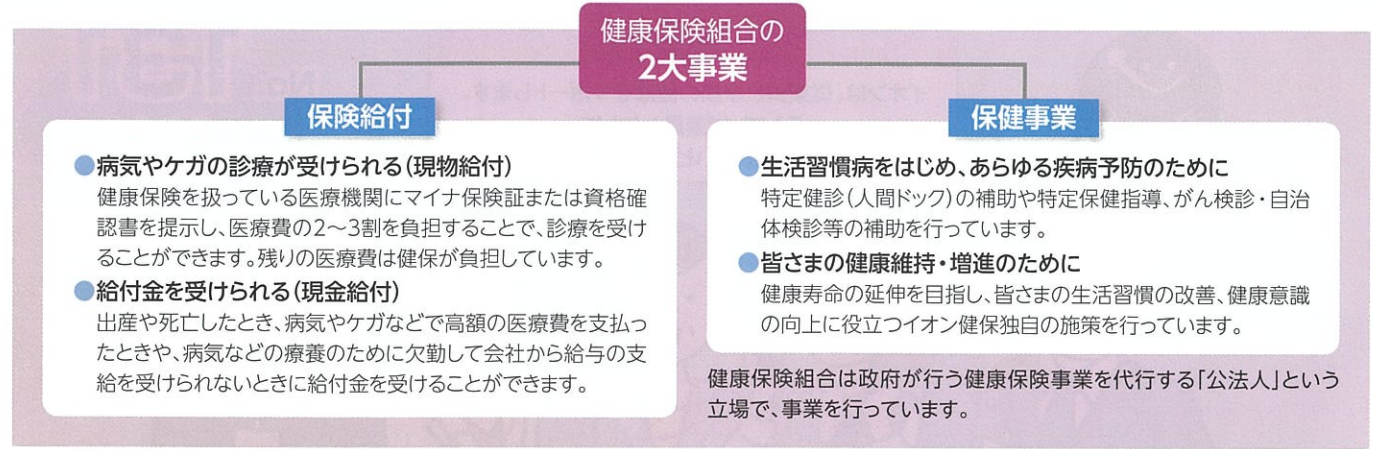 健康保険組合の
2大事業
保険給付
●病気やケガの診療が受けられる(現物給付)
健康保険を扱っている医療機関にマイナ保険証または資格確
認書を提示し、医療費の2〜3割を負担することで、診療を受け
ることができます。残りの医療費は健保が負担しています。
●給付金を受けられる(現金給付)
出産や死亡したとき、病気やケガなどで高額の医療費を支払っ
たときや、病気などの療養のために欠勤して会社から給与の支
給を受けられないときに給付金を受けることができます。
保健事業
●生活習慣病をはじめ、あらゆる疾病予防のために
特定健診(人間ドック)の補助や特定保健指導、がん検診・自治
体検診等の補助を行っています。
●皆さまの健康維持・増進のために
健康寿命の延伸を目指し、皆さまの生活習慣の改善、健康意識
の向上に役立つイオン健保独自の施策を行っています。
健康保険組合は政府が行う健康保険事業を代行する「公法人」という
立場で、事業を行っています。